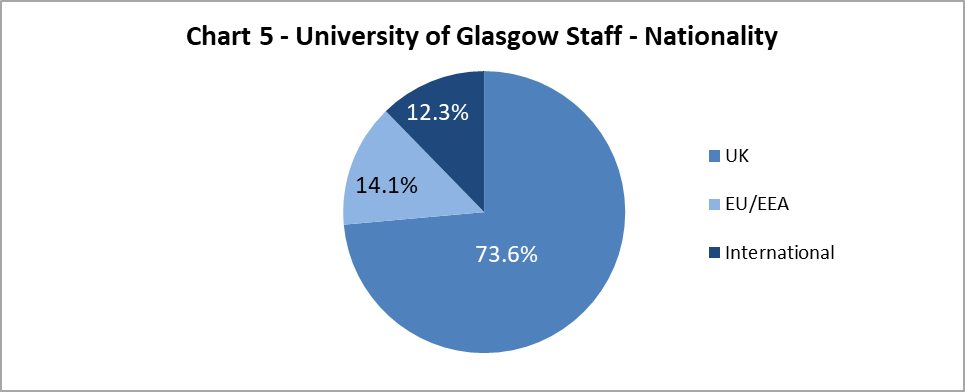 Chart 5 - University of Glasgow Staff - Nationality
12.3%
14.1%
73.6%
UK
EU/EEA
International